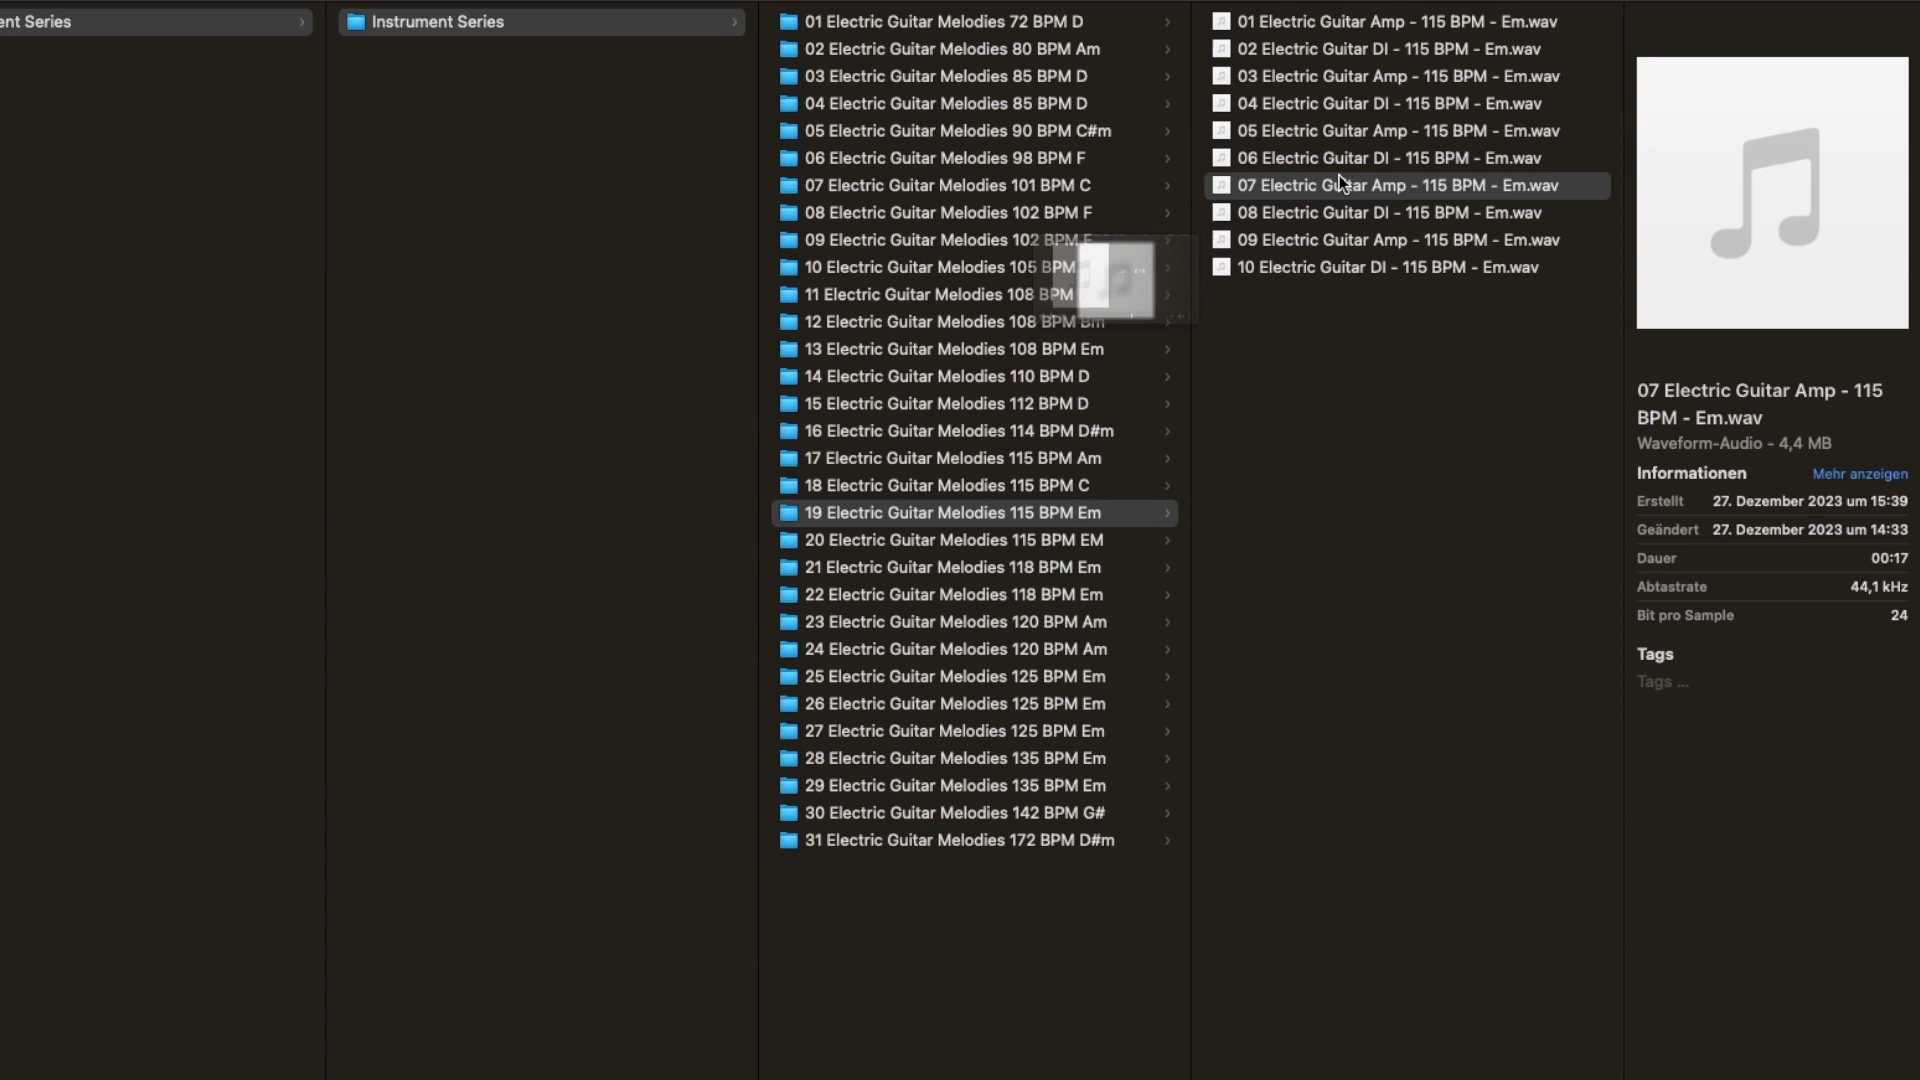 nt Series
Instrument Series
01 Electric Guitar Melodies 72 BPM D
02 Electric Guitar Melodies 80 BPM Am
03 Electric Guitar Melodies 85 BPM D
04 Electric Guitar Melodies 85 BPM D
05 Electric Guitar Melodies 90 BPM C#m
06 Electric Guitar Melodies 98 BPM F
07 Electric Guitar Melodies 101 BPM C
08 Electric Guitar Melodies 102 BPM F
09 Electric Guitar Melodies 102 BPM
10 Electric Guitar Melodies 105 BPM
11 Electric Guitar Melodies 108 BPM
12 Electric Guitar Melodies 108 BPM Bm
13 Electric Guitar Melodies 108 BPM Em
14 Electric Guitar Melodies 110 BPM D
15 Electric Guitar Melodies 112 BPM D
16 Electric Guitar Melodies 114 BPM D#m
17 Electric Guitar Melodies 115 BPM Am
18 Electric Guitar Melodies 115 BPM C
19 Electric Guitar Melodies 115 BPM Em
20 Electric Guitar Melodies 115 BPM EM
21 Electric Guitar Melodies 118 BPM Em
22 Electric Guitar Melodies 118 BPM Em
23 Electric Guitar Melodies 120 BPM Am
24 Electric Guitar Melodies 120 BPM Am
25 Electric Guitar Melodies 125 BPM Em
26 Electric Guitar Melodies 125 BPM Em
27 Electric Guitar Melodies 125 BPM Em
28 Electric Guitar Melodies 135 BPM Em
29 Electric Guitar Melodies 135 BPM Em
30 Electric Guitar Melodies 142 BPM G#
31 Electric Guitar Melodies 172 BPM D#m
01 Electric Guitar Amp - 115 BPM - Em.wav
02 Electric Guitar DI - 115 BPM - Em.wav
03 Electric Guitar Amp - 115 BPM - Em.wav
04 Electric Guitar DI - 115 BPM - Em.wav
05 Electric Guitar Amp - 115 BPM - Em.wav
06 Electric Guitar DI - 115 BPM - Em.wav
07 Electric Guitar Amp - 115 BPM - Em.wav
08 Electric Guitar DI - 115 BPM - Em.wav
09 Electric Guitar Amp - 115 BPM - Em.wav
10 Electric Guitar DI - 115 BPM - Em.wav
07 Electric Guitar Amp - 115
BPM - Em.wav
Waveform-Audio - 4,4 MB
Informationen Mehr anzeigen
Erstellt 27. Dezember 2023 um 15:39
Geändert 27. Dezember 2023 um 14:33
Dauer 00:17
Abtastrate 44,1 kHz
Bit pro Sample 24
Tags
Tags ...